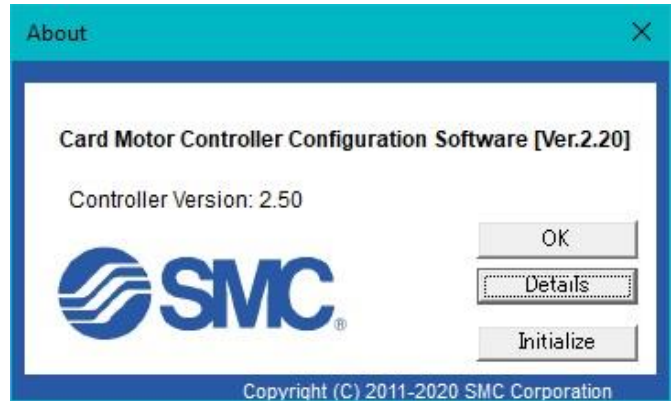 About
Card Motor Controller Configuration Software [Ver.2.20]
Controller Version: 2.50
OK
SMC®
Details
Initialize
Copyright (C) 2011-2020 SMC Corporation